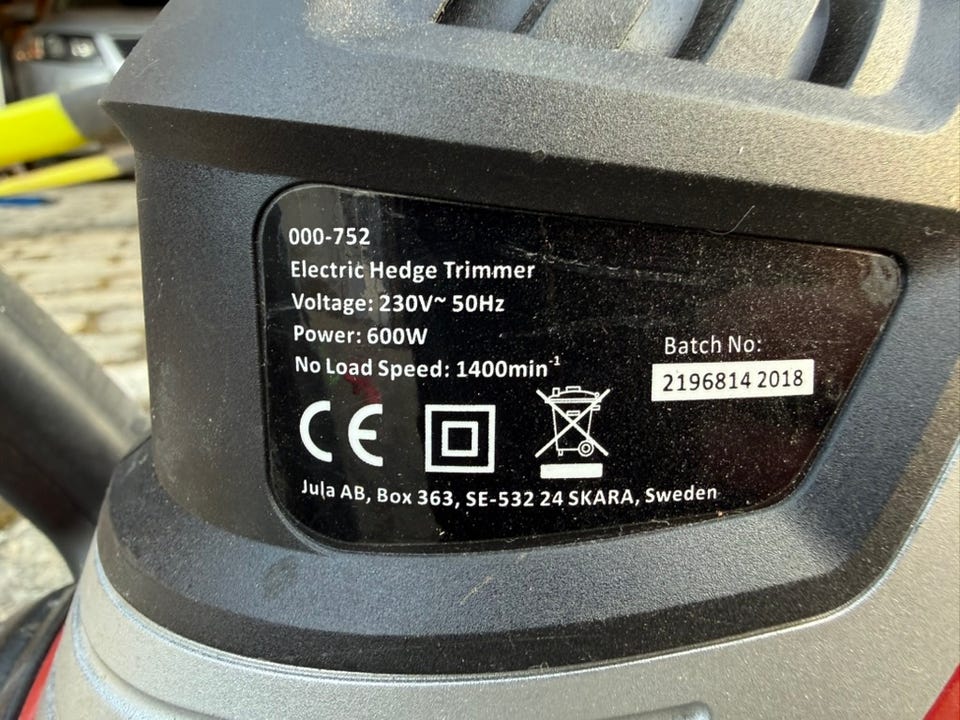 000-752
Electric Hedge Trimmer
Voltage: 230V~ 50Hz
Power: 600W
No Load Speed: 1400min⁻¹
Batch No:
2196814 2018
CE
Jula AB, Box 363, SE-532 24 SKARA, Sweden